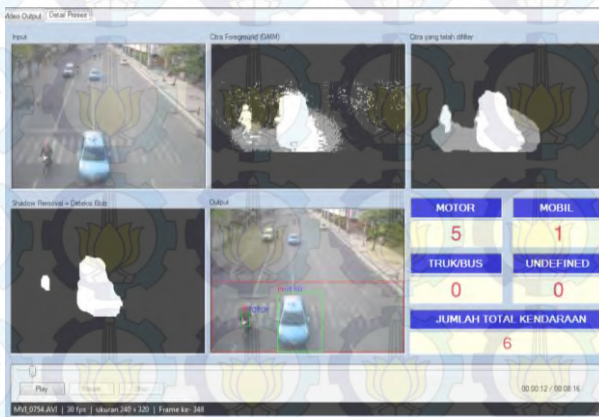 Video Output Detail Proses
Input
Citra Foreground (GMM)
Citra yang telah difilter
Shadow Removal + Deteksi Blob
Output
MOTOR
MOBIL
5
1
TRUK/BUS
UNDEFINED
0
0
JUMLAH TOTAL KENDARAAN
6
Play
00:00:12 / 00:08:16
MVI_0754.AVI | 30 fps | ukuran 240 x 320 | Frame ke- 348